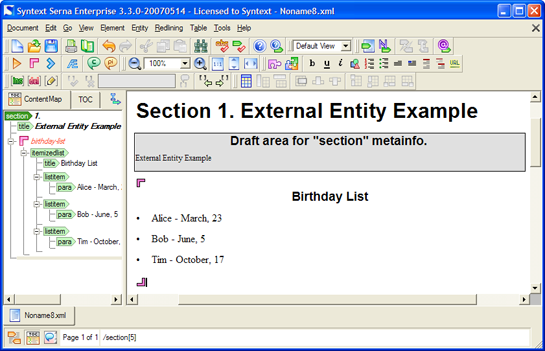 Syntext Serna Enterprise 3.3.0-20070514 - Licensed to Syntext - Noname8.xml
Document Edit Go View Element Entity Redlining Table Tools Help
Default View
100% 1:1 b u i
ContentMap TOC
section 1.
title External Entity Example
birthday-list
itemizedlist
title Birthday List
listitem
para Alice - March,
listitem
para Bob - June, 5
listitem
para Tim - October,
Section 1. External Entity Example
Draft area for "section" metainfo.
External Entity Example
Birthday List
• Alice - March, 23
• Bob - June, 5
• Tim - October, 17
Noname8.xml
TOC Page 1 of 1 /section[5]